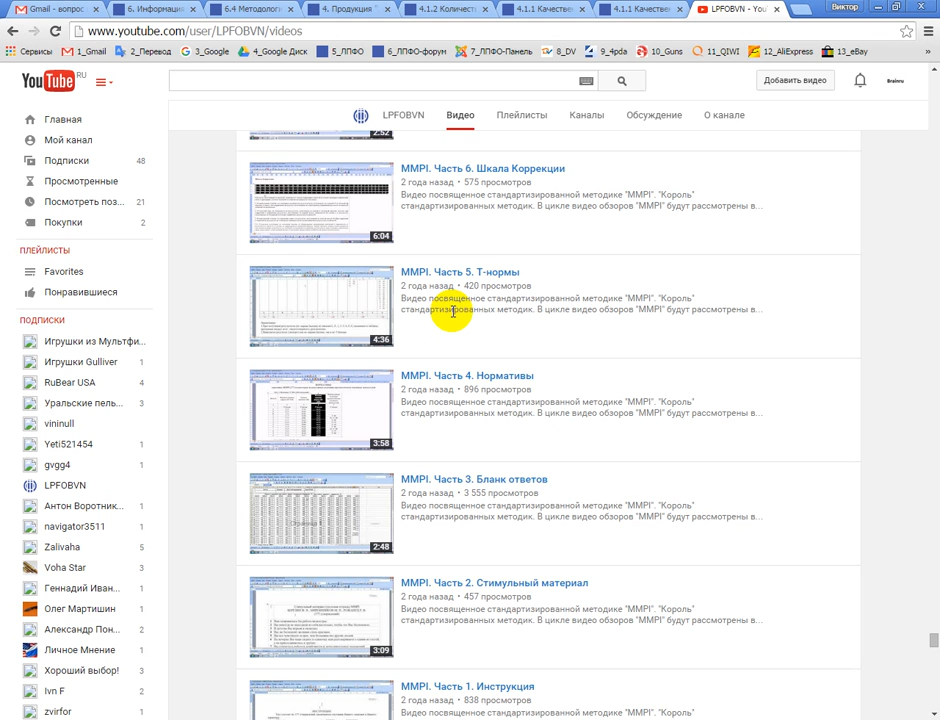 Gmail - вопрос
6. Информация
6.4 Методолог
4. Продукция
4.1.2 Количест
4.1.1 Качествен
4.1.1 Качествен
LPFOBVN - You
Виктор
www.youtube.com/user/LPFOBVN/videos
Сервисы
1_Gmail
2_Перевод
3_Google
4_Google Диск
5_ЛПФО
6_ЛПФО-форум
7_ЛПФО-Панель
8_DV
9_4pda
10_Guns
11_QIWI
12_AliExpress
13_eBay
»
YouTube RU
Добавить видео
Brainru
LPFOBVN
Видео
Плейлисты
Каналы
Обсуждение
О канале
Главная
Мой канал
Подписки 48
Просмотренные
Посмотреть поз... 21
Покупки 2
ПЛЕЙЛИСТЫ
Favorites
Понравившиеся
ПОДПИСКИ
Игрушки из Мультфи...
Игрушки Gulliver 1
RuBear USA 4
Уральские пель... 3
vininull
Yeti521454 1
gvgg4 1
LPFOBVN
Антон Воротник... 1
navigator3511 1
Zalivaha 5
Voha Star 3
Геннадий Иван... 1
Олег Мартишин 1
Александр Пон... 1
Личное Мнение 1
Хороший выбор! 3
Ivn F 2
zvirfor 1
2:52
MMPI. Часть 6. Шкала Коррекции
2 года назад • 575 просмотров
Видео посвященное стандартизированной методике "MMPI". "Король"
стандартизированных методик. В цикле видео обзоров "MMPI" будут рассмотрены в...
6:04
MMPI. Часть 5. Т-нормы
2 года назад • 420 просмотров
Видео посвященное стандартизированной методике "MMPI". "Король"
стандартизированных методик. В цикле видео обзоров "MMPI" будут рассмотрены в...
4:36
MMPI. Часть 4. Нормативы
2 года назад • 896 просмотров
Видео посвященное стандартизированной методике "MMPI". "Король"
стандартизированных методик. В цикле видео обзоров "MMPI" будут рассмотрены в...
3:58
MMPI. Часть 3. Бланк ответов
2 года назад • 3 555 просмотров
Видео посвященное стандартизированной методике "MMPI". "Король"
стандартизированных методик. В цикле видео обзоров "MMPI" будут рассмотрены в...
2:48
MMPI. Часть 2. Стимульный материал
2 года назад • 457 просмотров
Видео посвященное стандартизированной методике "MMPI". "Король"
стандартизированных методик. В цикле видео обзоров "MMPI" будут рассмотрены в...
3:09
MMPI. Часть 1. Инструкция
2 года назад • 838 просмотров
Видео посвященное стандартизированной методике "MMPI". "Король"